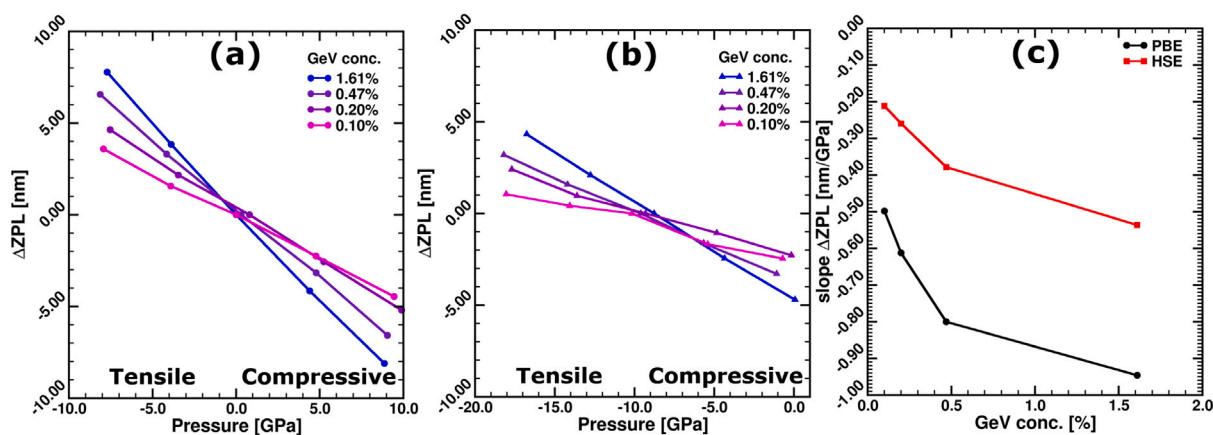 (a)
GeV conc.
1.61%
0.47%
0.20%
0.10%
ΔZPL [nm]
10.00
5.00
0.00
-5.00
-10.00
Tensile
Compressive
-10.0
-5.0
0.0
5.0
10.0
Pressure [GPa]
(b)
GeV conc.
1.61%
0.47%
0.20%
0.10%
ΔZPL [nm]
10.00
5.00
0.00
-5.00
-10.00
Tensile
Compressive
-20.0
-15.0
-10.0
-5.0
0.0
Pressure [GPa]
(c)
PBE
HSE
slope ΔZPL [nm/GPa]
0.00
-0.10
-0.20
-0.30
-0.40
-0.50
-0.60
-0.70
-0.80
-0.90
-1.00
0.0
0.5
1.0
1.5
2.0
GeV conc. [%]